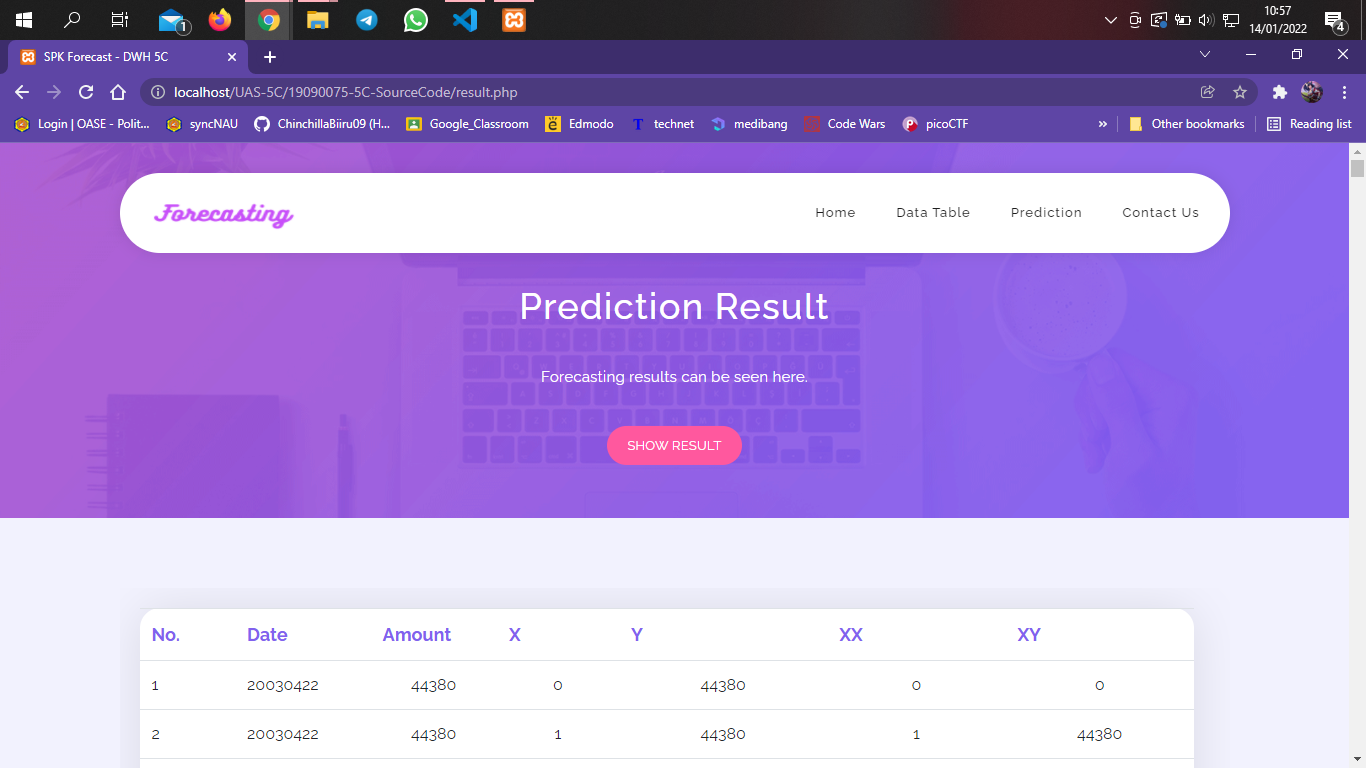 1
10:57
14/01/2022
4
SPK Forecast - DWH 5C
localhost/UAS-5C/19090075-5C-SourceCode/result.php
Login | OASE - Polit... syncNAU ChinchillaBiiru09 (H... Google_Classroom Edmodo technet medibang Code Wars picoCTF » Other bookmarks Reading list
Forecasting Home Data Table Prediction Contact Us
Prediction Result
Forecasting results can be seen here.
SHOW RESULT
No. Date Amount X Y XX XY
1 20030422 44380 0 44380 0 0
2 20030422 44380 1 44380 1 44380